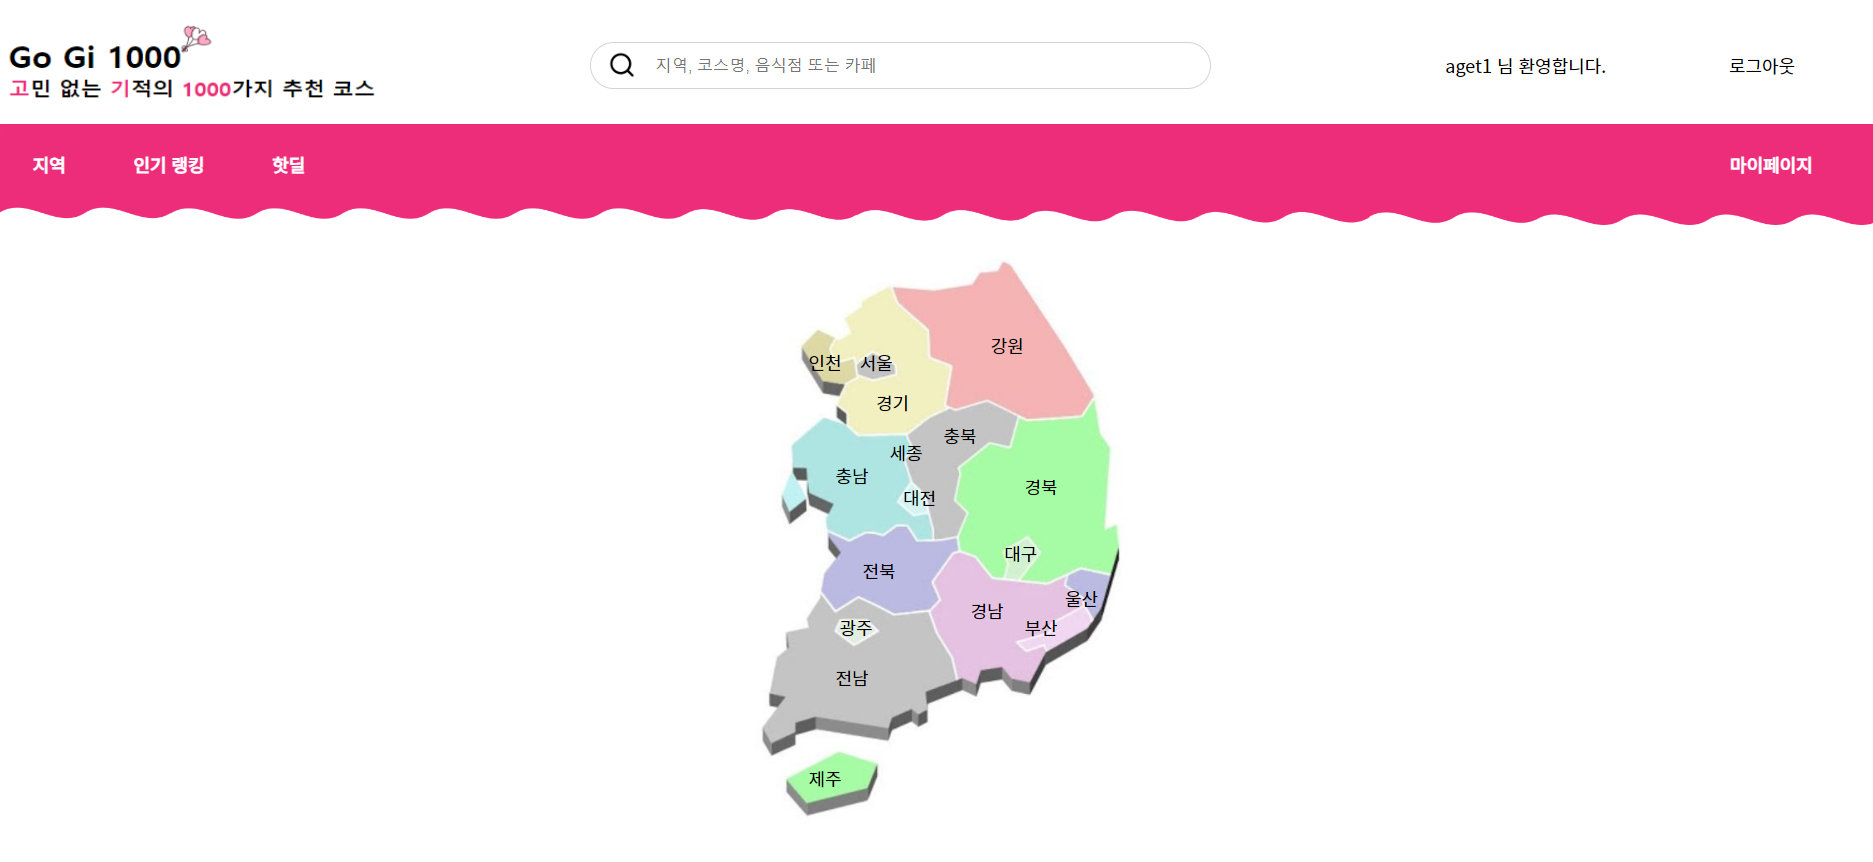 Go Gi 1000
고민 없는 기적의 1000가지 추천 코스
지역, 코스명, 음식점 또는 카페
aget1 님 환영합니다.
로그아웃
지역
인기 랭킹
핫딜
마이페이지
강원
인천
서울
경기
충북
세종
충남
경북
대전
대구
전북
울산
경남
광주
부산
전남
제주